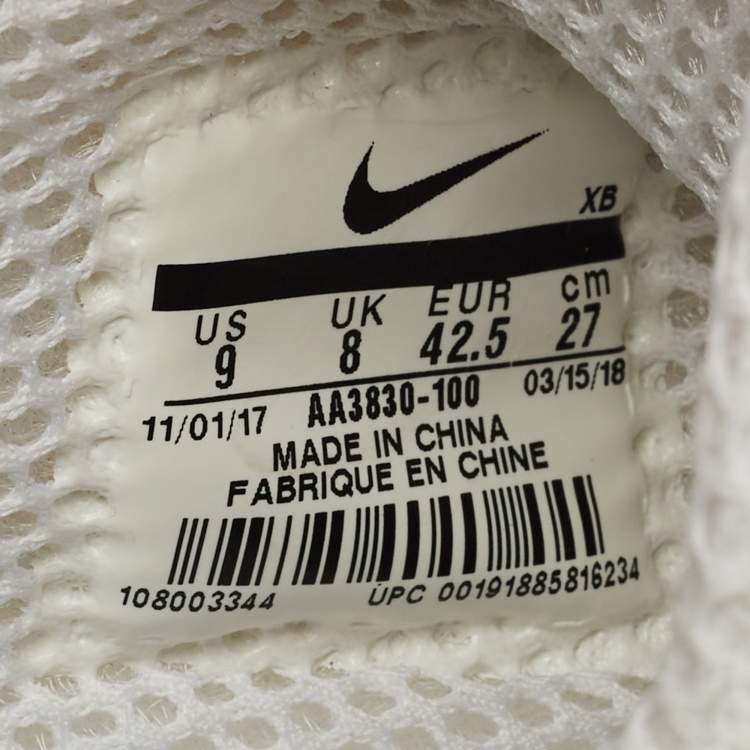 XB
US UK EUR cm
9 8 42.5 27
11/01/17 AA3830-100 03/15/18
MADE IN CHINA
FABRIQUE EN CHINE
108003344 UPC 00191885816234